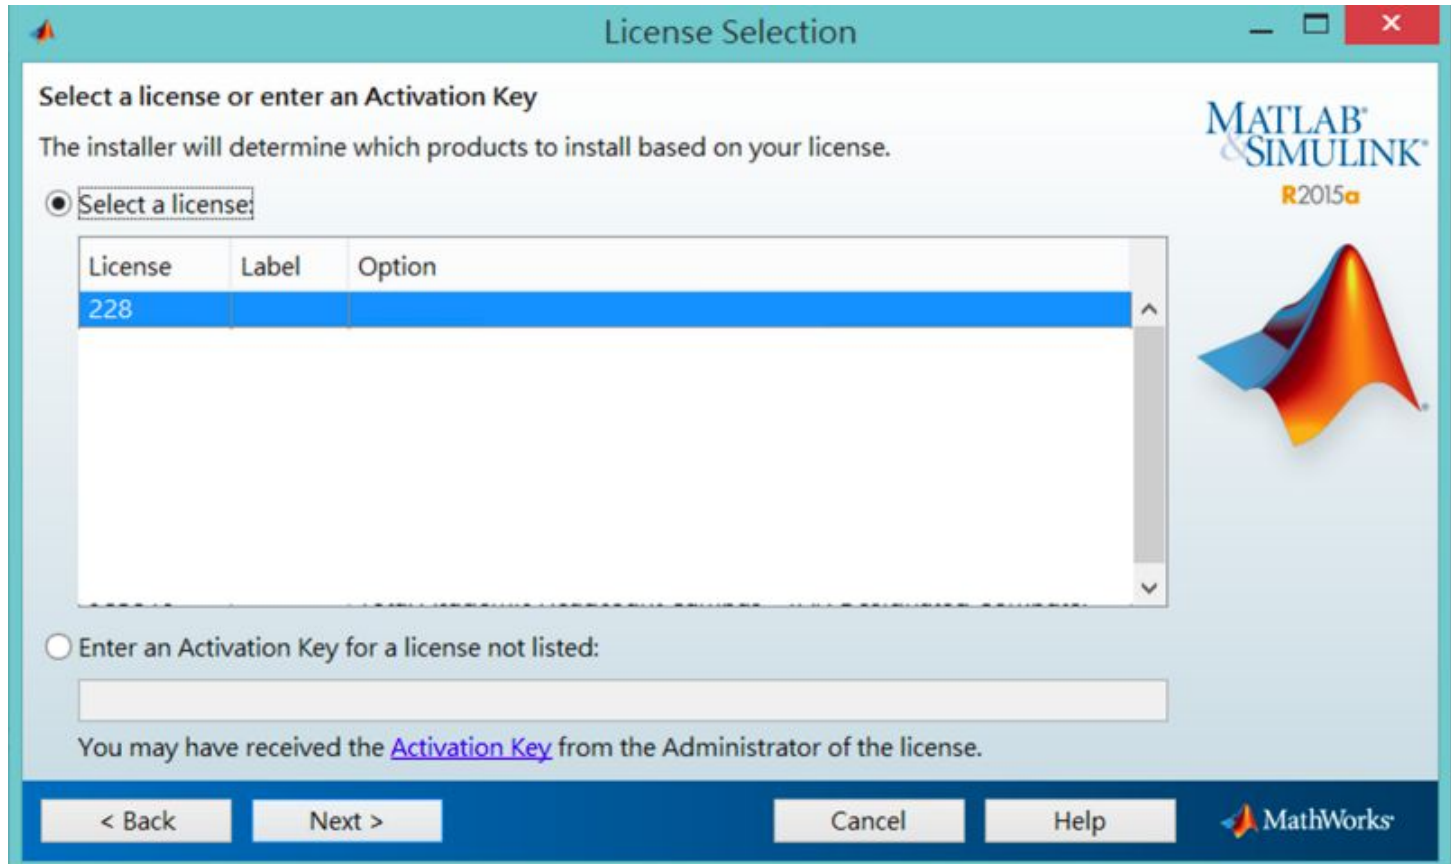 License Selection
Select a license or enter an Activation Key
The installer will determine which products to install based on your license.
MATLAB®
&SIMULINK®
R2015a
Select a license:
License Label Option
228
Enter an Activation Key for a license not listed:
You may have received the Activation Key from the Administrator of the license.
< Back Next > Cancel Help MathWorks®